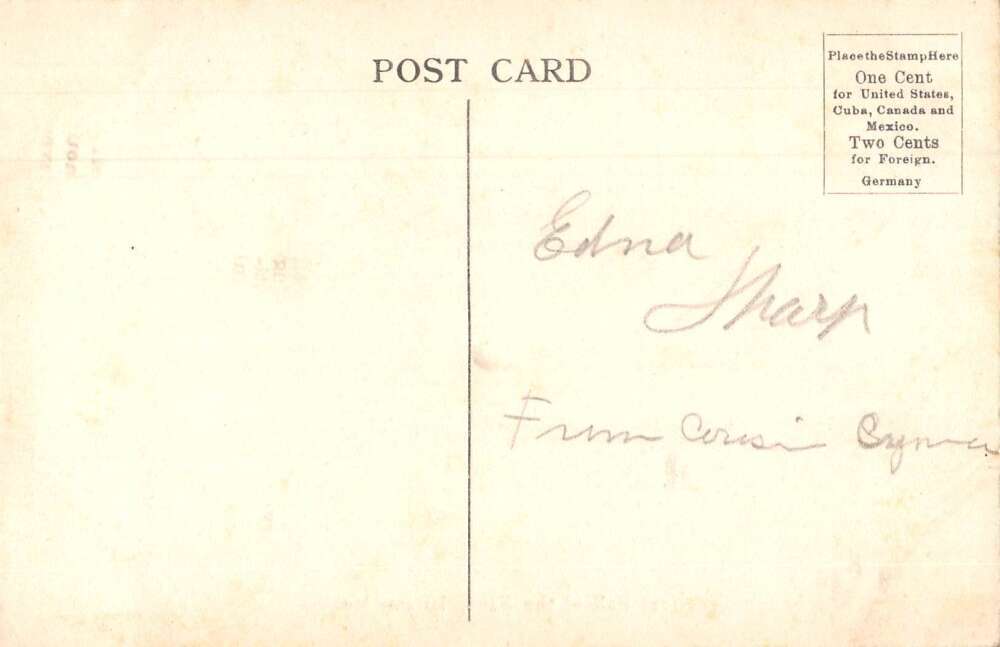 POST CARD
PlacetheStampHere
One Cent
for United States,
Cuba, Canada and
Mexico.
Two Cents
for Foreign.
Germany
Edna
Sharp
From Cousin